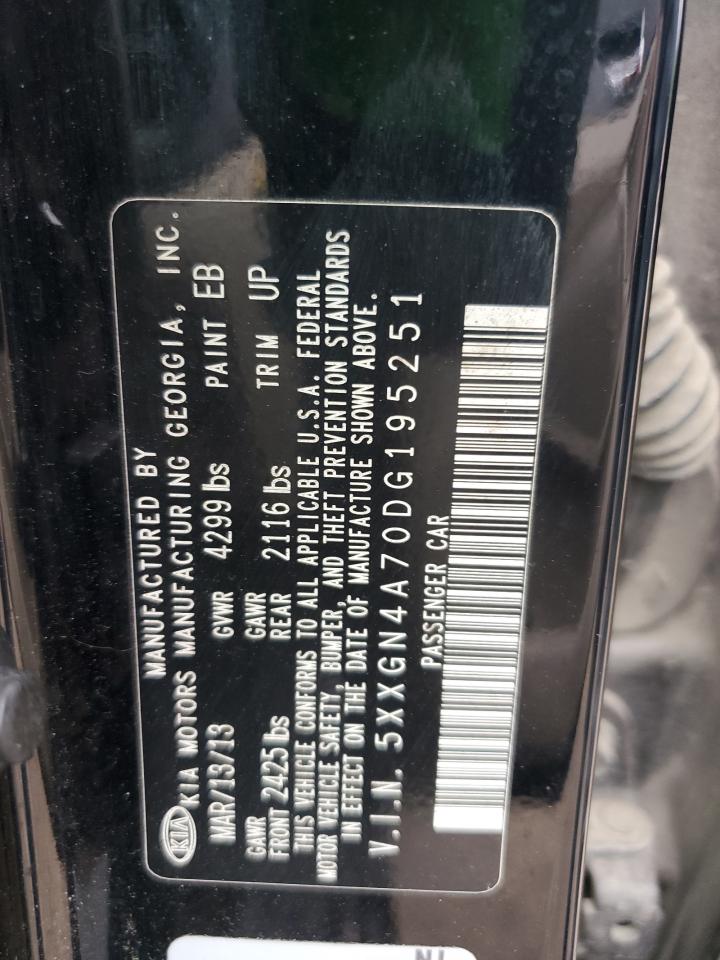 MANUFACTURED BY
KIA KIA MOTORS MANUFACTURING GEORGIA, INC.
MAR/13/13 GVWR 4299 lbs PAINT EB
GAWR FRONT 2425 lbs GAWR REAR 2116 lbs TRIM UP
THIS VEHICLE CONFORMS TO ALL APPLICABLE U.S.A. FEDERAL
MOTOR VEHICLE SAFETY, BUMPER, AND THEFT PREVENTION STANDARDS
IN EFFECT ON THE DATE OF MANUFACTURE SHOWN ABOVE.
V.I.N. 5XXGN4A70DG195251
PASSENGER CAR